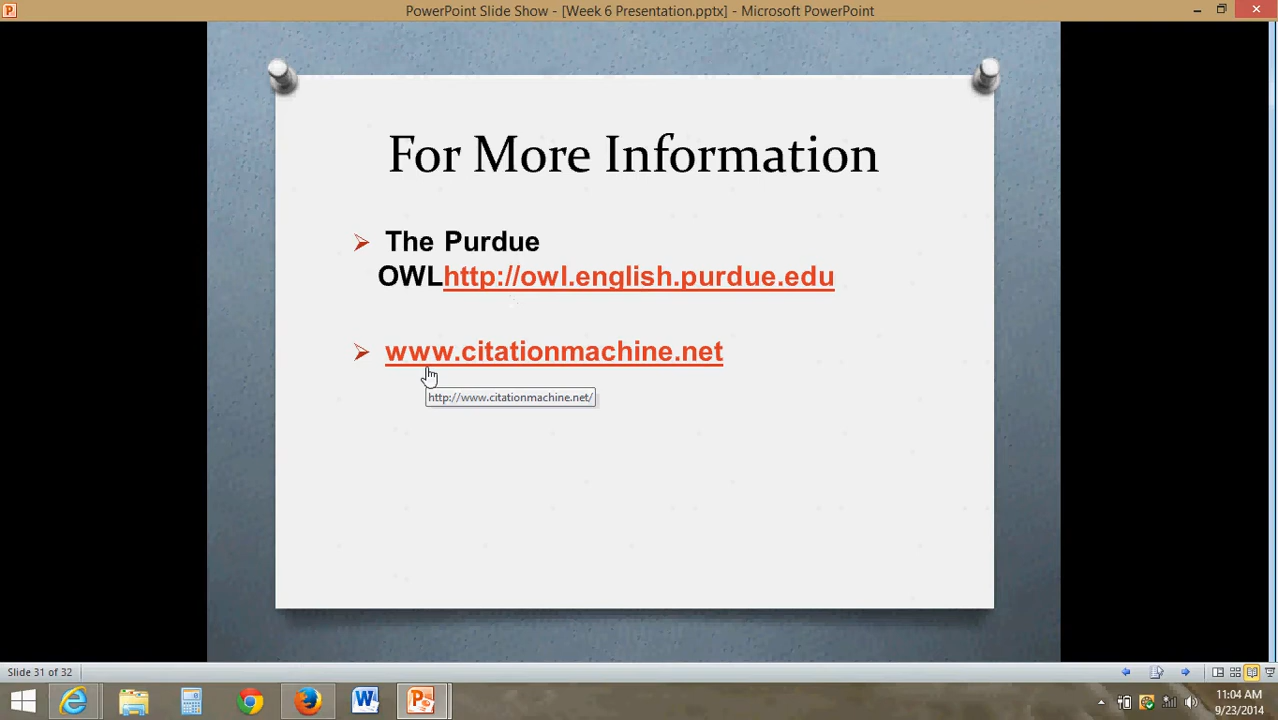 PowerPoint Slide Show - [Week 6 Presentation.pptx] - Microsoft PowerPoint
For More Information
The Purdue
OWLhttp://owl.english.purdue.edu
www.citationmachine.net
http://www.citationmachine.net/
Slide 31 of 32
11:04 AM
9/23/2014